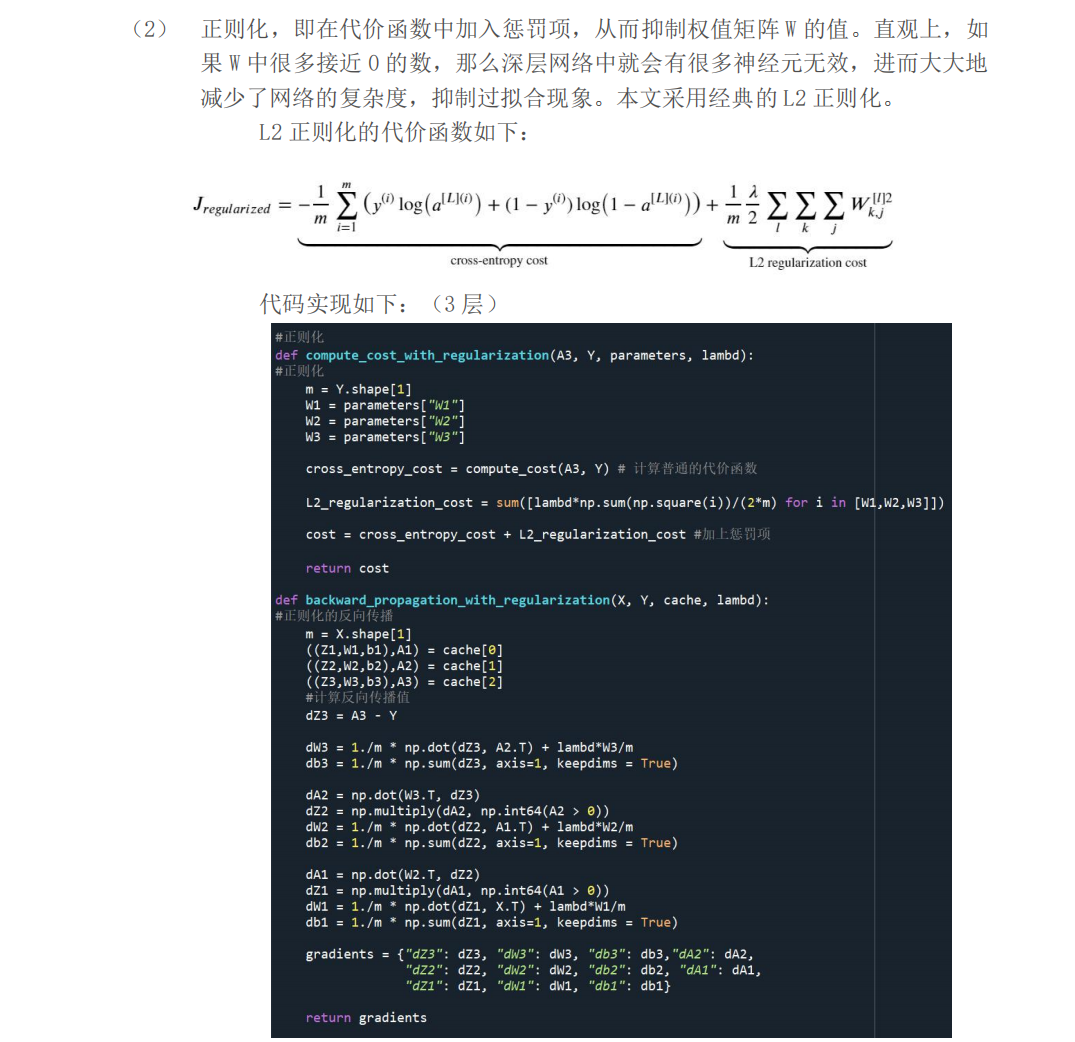 （2） 正则化，即在代价函数中加入惩罚项，从而抑制权值矩阵 W 的值。直观上，如
果 W 中很多接近 0 的数，那么深层网络中就会有很多神经元无效，进而大大地
减少了网络的复杂度，抑制过拟合现象。本文采用经典的 L2 正则化。
L2 正则化的代价函数如下：
J_{regularized} = -\frac{1}{m} \sum_{i=1}^{m} (y^{(i)} \log(a^{[L](i)}) + (1 - y^{(i)}) \log(1 - a^{[L](i)})) + \frac{1}{m} \frac{λ}{2} \sum_{l} \sum_{k} \sum_{j} W_{k,j}^{[l]2}
cross-entropy cost L2 regularization cost
代码实现如下：（3 层）
#正则化
def compute_cost_with_regularization(A3, Y, parameters, lambd):
#正则化
    m = Y.shape[1]
    W1 = parameters["W1"]
    W2 = parameters["W2"]
    W3 = parameters["W3"]
    cross_entropy_cost = compute_cost(A3, Y) # 计算普通的代价函数
    L2_regularization_cost = sum([lambd*np.sum(np.square(i))/(2*m) for i in [W1,W2,W3]])
    cost = cross_entropy_cost + L2_regularization_cost #加上惩罚项
    return cost
def backward_propagation_with_regularization(X, Y, cache, lambd):
#正则化的反向传播
    m = X.shape[1]
    ((Z1,W1,b1),A1) = cache[0]
    ((Z2,W2,b2),A2) = cache[1]
    ((Z3,W3,b3),A3) = cache[2]
    #计算反向传播值
    dZ3 = A3 - Y
    dW3 = 1./m * np.dot(dZ3, A2.T) + lambd*W3/m
    db3 = 1./m * np.sum(dZ3, axis=1, keepdims = True)
    dA2 = np.dot(W3.T, dZ3)
    dZ2 = np.multiply(dA2, np.int64(A2 > 0))
    dW2 = 1./m * np.dot(dZ2, A1.T) + lambd*W2/m
    db2 = 1./m * np.sum(dZ2, axis=1, keepdims = True)
    dA1 = np.dot(W2.T, dZ2)
    dZ1 = np.multiply(dA1, np.int64(A1 > 0))
    dW1 = 1./m * np.dot(dZ1, X.T) + lambd*W1/m
    db1 = 1./m * np.sum(dZ1, axis=1, keepdims = True)
    gradients = {"dZ3": dZ3, "dW3": dW3, "db3": db3,"dA2": dA2,
                 "dZ2": dZ2, "dW2": dW2, "db2": db2, "dA1": dA1,
                 "dZ1": dZ1, "dW1": dW1, "db1": db1}
    return gradients